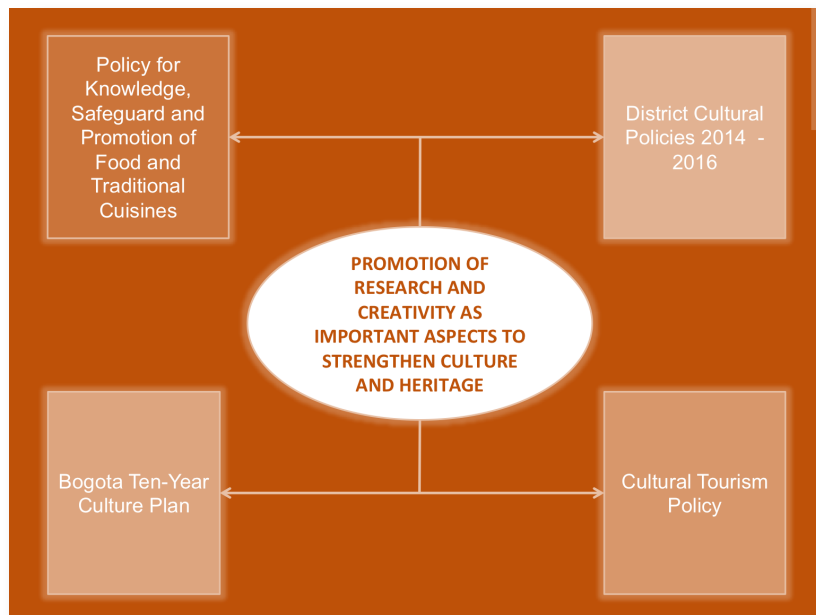 Policy for
Knowledge,
Safeguard and
Promotion of
Food and
Traditional
Cuisines
District Cultural
Policies 2014 -
2016
PROMOTION OF
RESEARCH AND
CREATIVITY AS
IMPORTANT ASPECTS TO
STRENGTHEN CULTURE
AND HERITAGE
Bogota Ten-Year
Culture Plan
Cultural Tourism
Policy